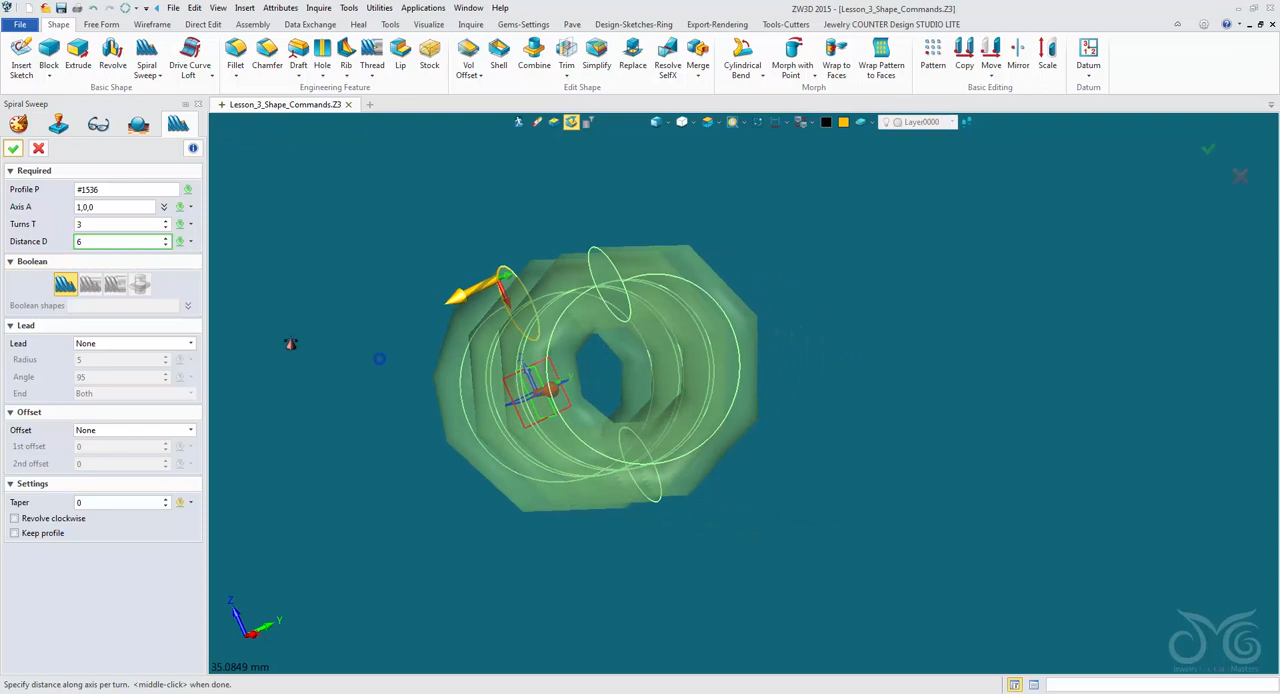 File Edit View Insert Attributes Inquire Tools Utilities Applications Window Help
ZW3D 2015 - [Lesson_3_Shape_Commands.Z3]
File Shape Free Form Wireframe Direct Edit Assembly Data Exchange Heal Tools Visualize Inquire Gems-Settings Pave Design-Sketches-Ring Export-Rendering Tools-Cutters Jewelry COUNTER Design STUDIO LITE
Insert Sketch Block Extrude Revolve Spiral Sweep Drive Curve Loft Fillet Chamfer Draft Hole Rib Thread Lip Stock Vol Offset Shell Combine Trim Simplify Replace Resolve SelfX Merge Cylindrical Bend Morph with Point Wrap to Faces Wrap Pattern to Faces Pattern Copy Move Mirror Scale Datum
Basic Shape Engineering Feature Edit Shape Morph Basic Editing Datum
Spiral Sweep
Lesson_3_Shape_Commands.Z3
Layer0000
Required
Profile P #1536
Axis A 1,0,0
Turns T 3
Distance D 6
Boolean
Boolean shapes
Lead
Lead None
Radius 5
Angle 95
End Both
Offset
Offset None
1st offset 0
2nd offset 0
Settings
Taper 0
Revolve clockwise
Keep profile
Z
Y
35.0849 mm
Specify distance along axis per turn. <middle-click> when done.